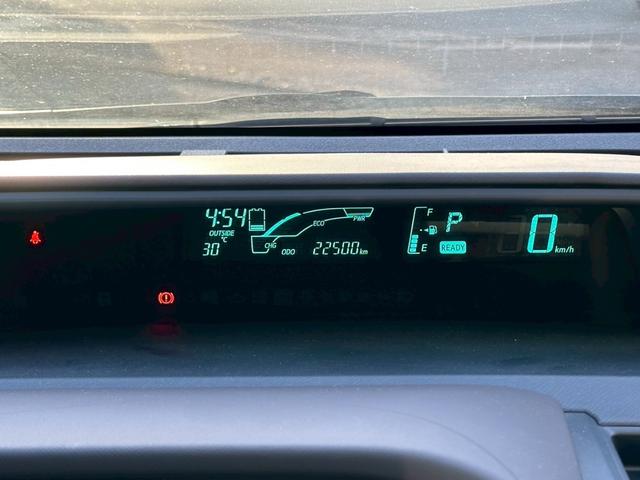 4:54
OUTSIDE
30 °C
PWR
ECO
CHG
ODO 22500 km
F
E
P
READY
0 km/h